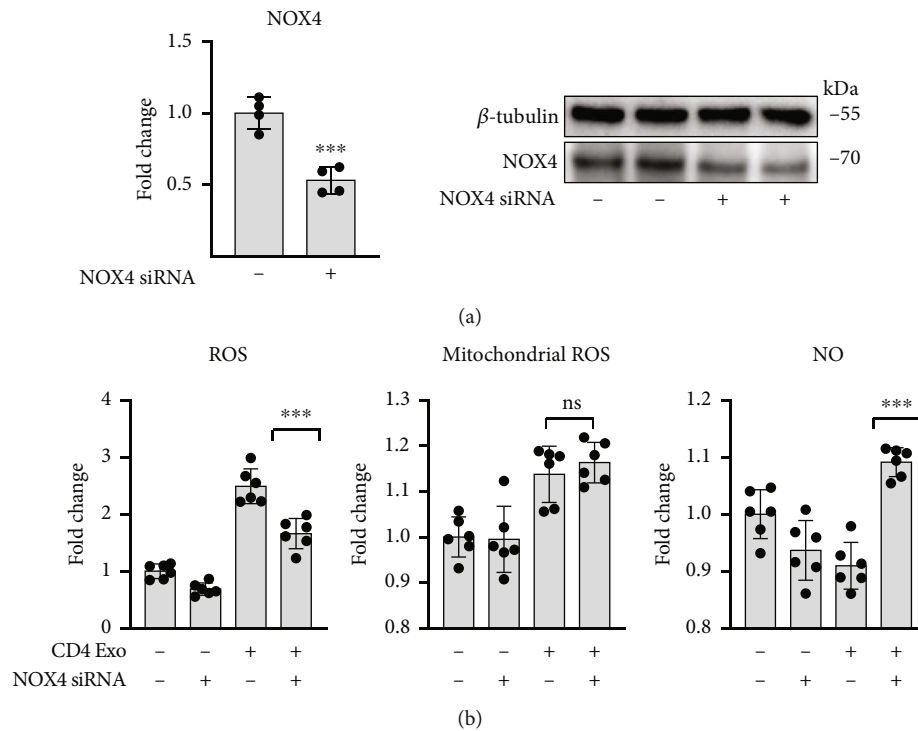 NOX4
1.5
1.0
0.5
Fold change
***
NOX4 siRNA
– +
β-tubulin
NOX4
kDa
–55
–70
NOX4 siRNA – – + +
(a)
ROS
4
3
2
1
0
Fold change
***
Mitochondrial ROS
1.3
1.2
1.1
1.0
0.9
0.8
Fold change
ns
NO
1.2
1.1
1.0
0.9
0.8
Fold change
***
CD4 Exo – – + + – – + + – – + +
NOX4 siRNA – + – + – + – + – + – +
(b)